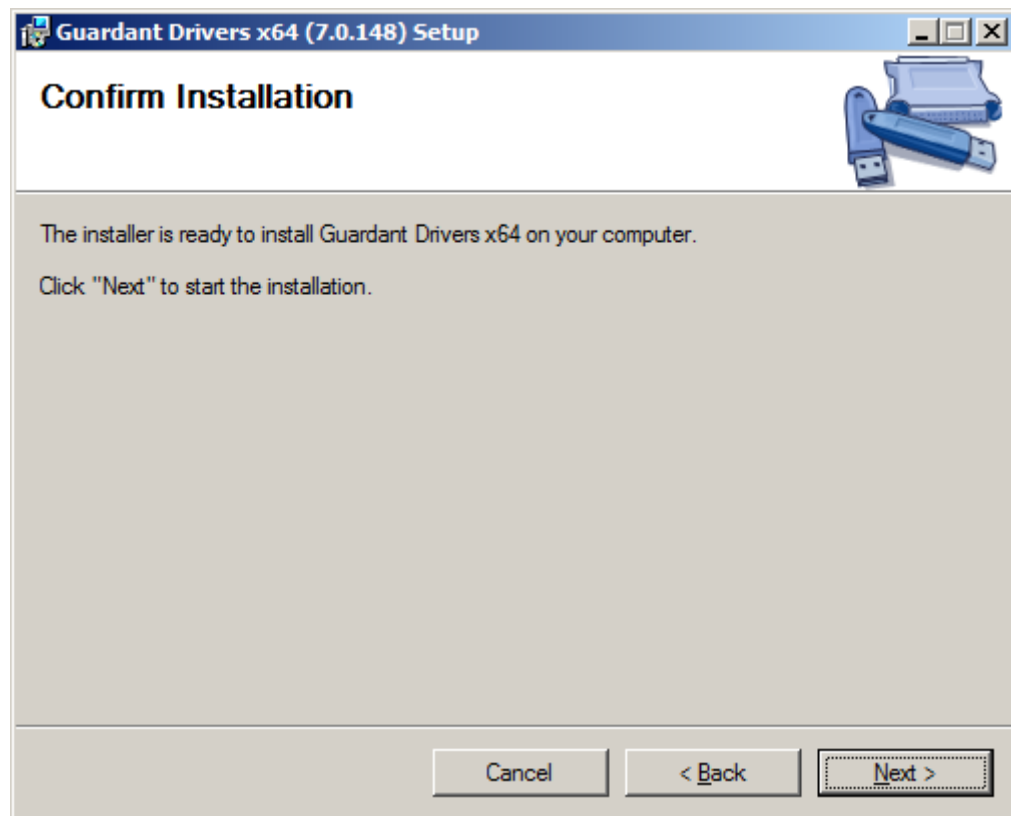 Guardant Drivers x64 (7.0.148) Setup
Confirm Installation
The installer is ready to install Guardant Drivers x64 on your computer.
Click "Next" to start the installation.
Cancel
< Back
Next >